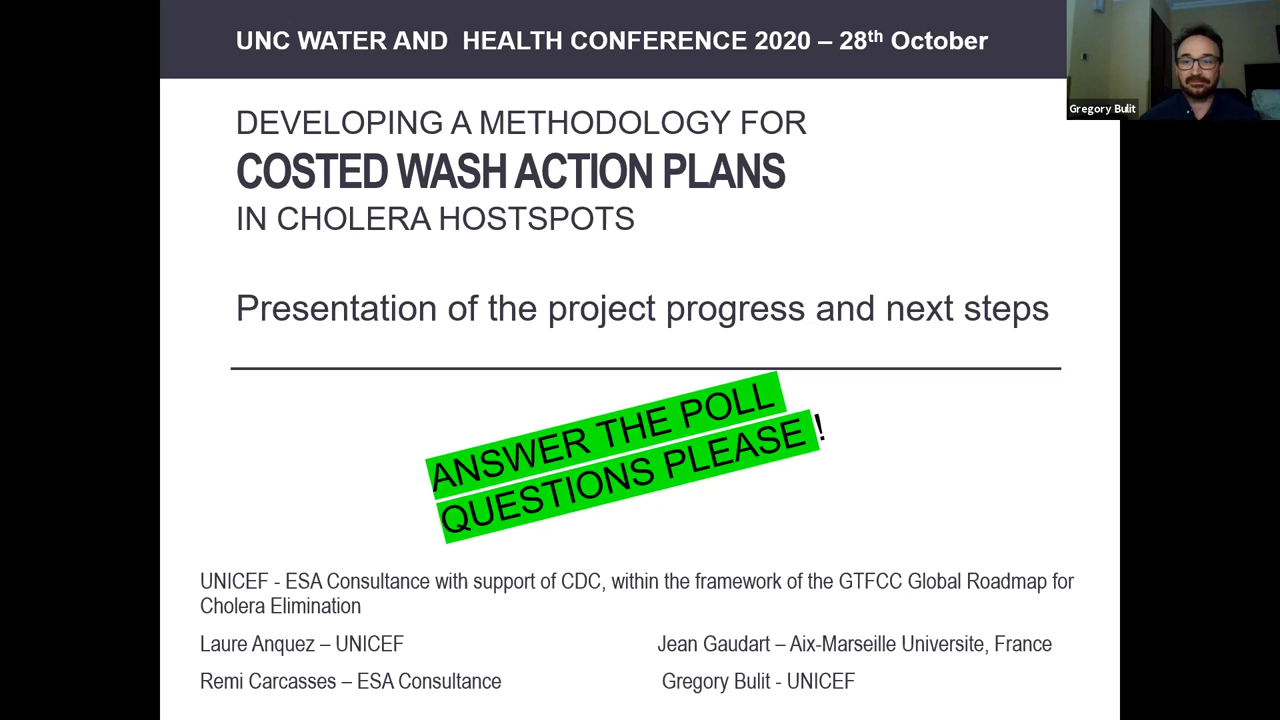 UNC WATER AND HEALTH CONFERENCE 2020 – 28th October
Gregory Bulit
DEVELOPING A METHODOLOGY FOR
COSTED WASH ACTION PLANS
IN CHOLERA HOSTSPOTS
Presentation of the project progress and next steps
ANSWER THE POLL
QUESTIONS PLEASE !
UNICEF - ESA Consultance with support of CDC, within the framework of the GTFCC Global Roadmap for
Cholera Elimination
Laure Anquez – UNICEF
Jean Gaudart – Aix-Marseille Universite, France
Remi Carcasses – ESA Consultance
Gregory Bulit - UNICEF